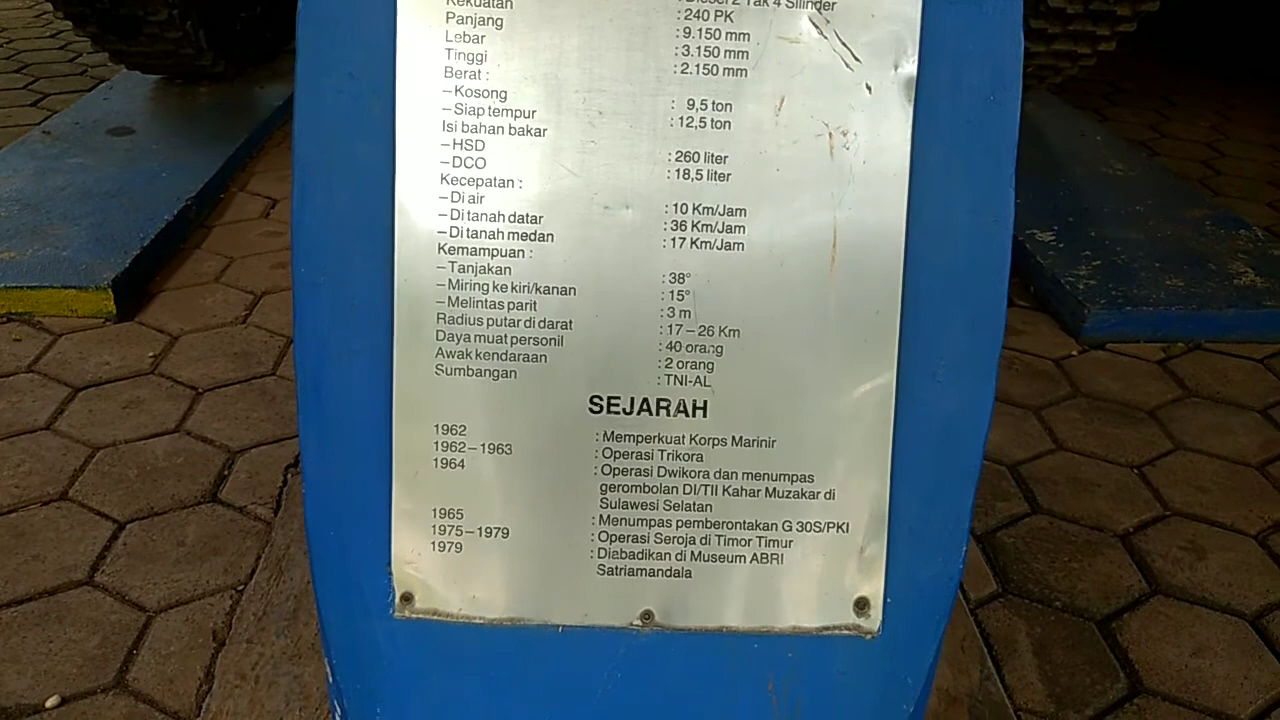 Kekuatan : Diesel 2 Tak 4 Silinder
Panjang : 240 PK
Lebar : 9.150 mm
Tinggi : 3.150 mm
Berat : : 2.150 mm
– Kosong
– Siap tempur : 9,5 ton
Isi bahan bakar : 12,5 ton
– HSD
– DCO : 260 liter
Kecepatan : : 18,5 liter
– Di air
– Di tanah datar : 10 Km/Jam
– Di tanah medan : 36 Km/Jam
Kemampuan : : 17 Km/Jam
– Tanjakan
– Miring ke kiri/kanan : 38°
– Melintas parit : 15°
Radius putar di darat : 3 m
Daya muat personil : 17 – 26 Km
Awak kendaraan : 40 orang
Sumbangan : 2 orang
: TNI-AL
SEJARAH
1962 : Memperkuat Korps Marinir
1962 – 1963 : Operasi Trikora
1964 : Operasi Dwikora dan menumpas
gerombolan DI/TII Kahar Muzakar di
Sulawesi Selatan
1965 : Menumpas pemberontakan G 30S/PKI
1975 – 1979 : Operasi Seroja di Timor Timur
1979 : Diabadikan di Museum ABRI
Satriamandala